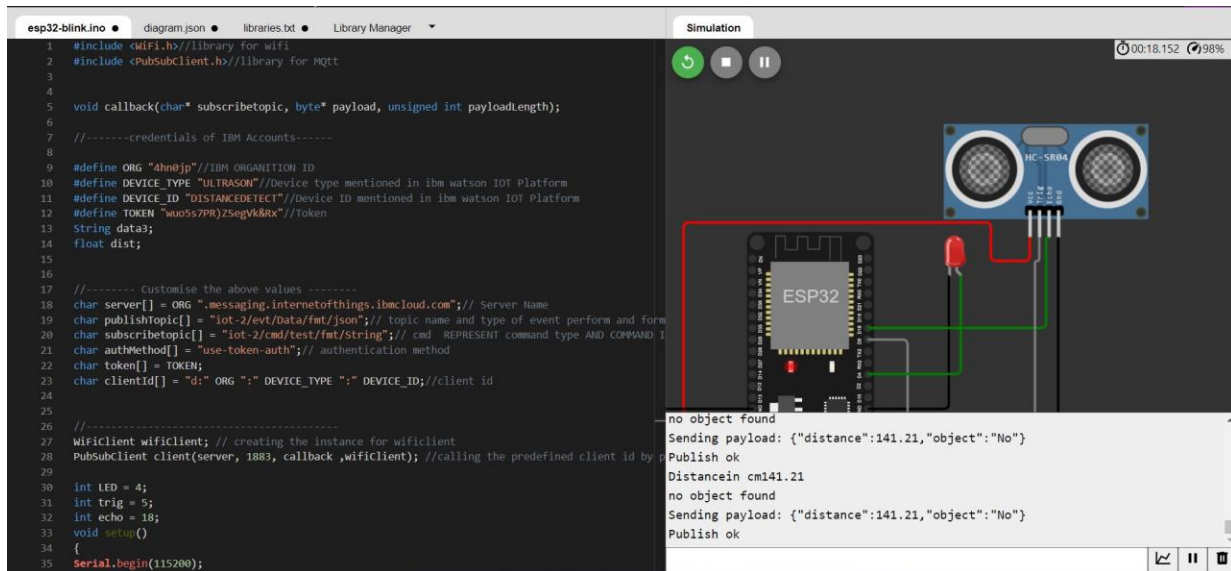 esp32-blink.ino ● diagram.json ● libraries.txt ● Library Manager ▼
1 #include <WiFi.h>//library for wifi
2 #include <PubSubClient.h>//library for MQtt
3
4
5 void callback(char* subscribetopic, byte* payload, unsigned int payloadLength);
6
7 //-------credentials of IBM Accounts------
8
9 #define ORG "4hn0jp"//IBM ORGANITION ID
10 #define DEVICE_TYPE "ULTRASON"//Device type mentioned in ibm watson IOT Platform
11 #define DEVICE_ID "DISTANCEDETECT"//Device ID mentioned in ibm watson IOT Platform
12 #define TOKEN "wuo5s7PR)ZSegVk&Rx"//Token
13 String data3;
14 float dist;
15
16
17 //-------- Customise the above values --------
18 char server[] = ORG ".messaging.internetofthings.ibmcloud.com";// Server Name
19 char publishTopic[] = "iot-2/evt/Data/fmt/json";// topic name and type of event perform and form
20 char subscribetopic[] = "iot-2/cmd/test/fmt/String";// cmd REPRESENT command type AND COMMAND I
21 char authMethod[] = "use-token-auth";// authentication method
22 char token[] = TOKEN;
23 char clientId[] = "d:" ORG ":" DEVICE_TYPE ":" DEVICE_ID;//client id
24
25
26 //-----------------------------------------
27 WiFiClient wifiClient; // creating the instance for wificlient
28 PubSubClient client(server, 1883, callback ,wifiClient); //calling the predefined client id by p
29
30 int LED = 4;
31 int trig = 5;
32 int echo = 18;
33 void setup()
34 {
35 Serial.begin(115200);
Simulation
00:18.152 98%
HC-SR04
Vcc Trig Echo Gnd
ESP32
no object found
Sending payload: {"distance":141.21,"object":"No"}
Publish ok
Distancein cm141.21
no object found
Sending payload: {"distance":141.21,"object":"No"}
Publish ok